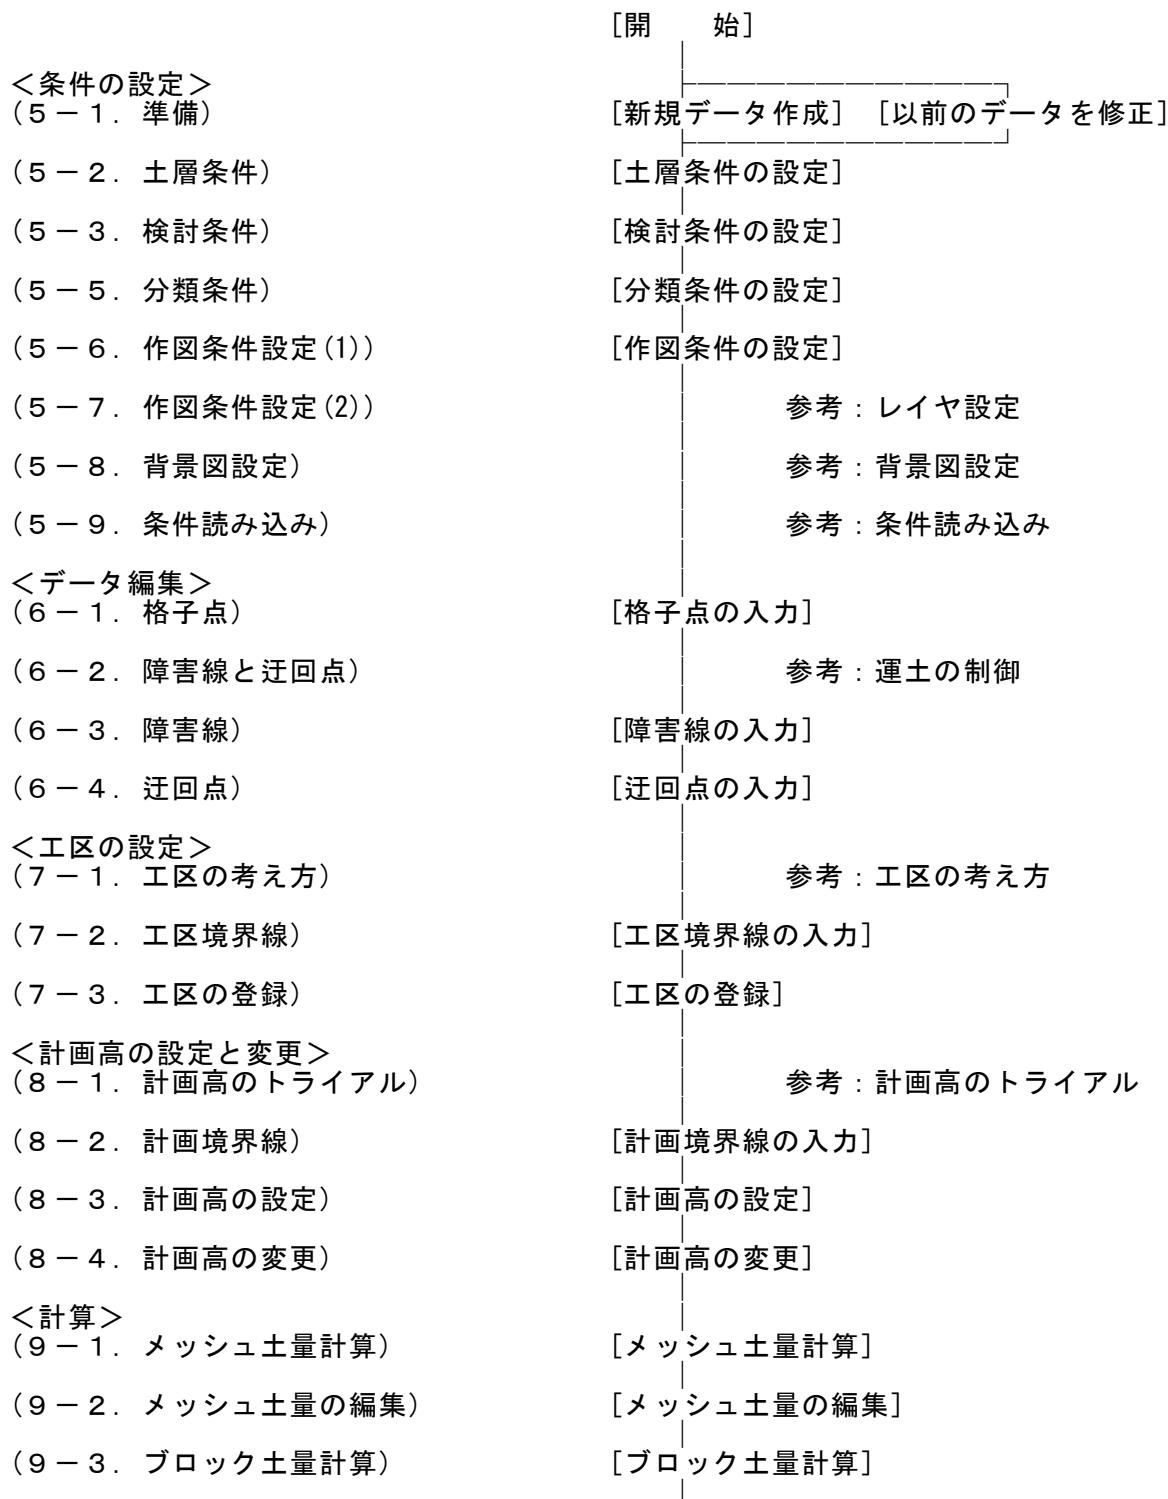 [開　　始]
＜条件の設定＞
(５－１．準備)　[新規データ作成]　[以前のデータを修正]
(５－２．土層条件)　[土層条件の設定]
(５－３．検討条件)　[検討条件の設定]
(５－５．分類条件)　[分類条件の設定]
(５－６．作図条件設定(1))　[作図条件の設定]
(５－７．作図条件設定(2))　参考：レイヤ設定
(５－８．背景図設定)　参考：背景図設定
(５－９．条件読み込み)　参考：条件読み込み
＜データ編集＞
(６－１．格子点)　[格子点の入力]
(６－２．障害線と迂回点)　参考：運土の制御
(６－３．障害線)　[障害線の入力]
(６－４．迂回点)　[迂回点の入力]
＜工区の設定＞
(７－１．工区の考え方)　参考：工区の考え方
(７－２．工区境界線)　[工区境界線の入力]
(７－３．工区の登録)　[工区の登録]
＜計画高の設定と変更＞
(８－１．計画高のトライアル)　参考：計画高のトライアル
(８－２．計画境界線)　[計画境界線の入力]
(８－３．計画高の設定)　[計画高の設定]
(８－４．計画高の変更)　[計画高の変更]
＜計算＞
(９－１．メッシュ土量計算)　[メッシュ土量計算]
(９－２．メッシュ土量の編集)　[メッシュ土量の編集]
(９－３．ブロック土量計算)　[ブロック土量計算]